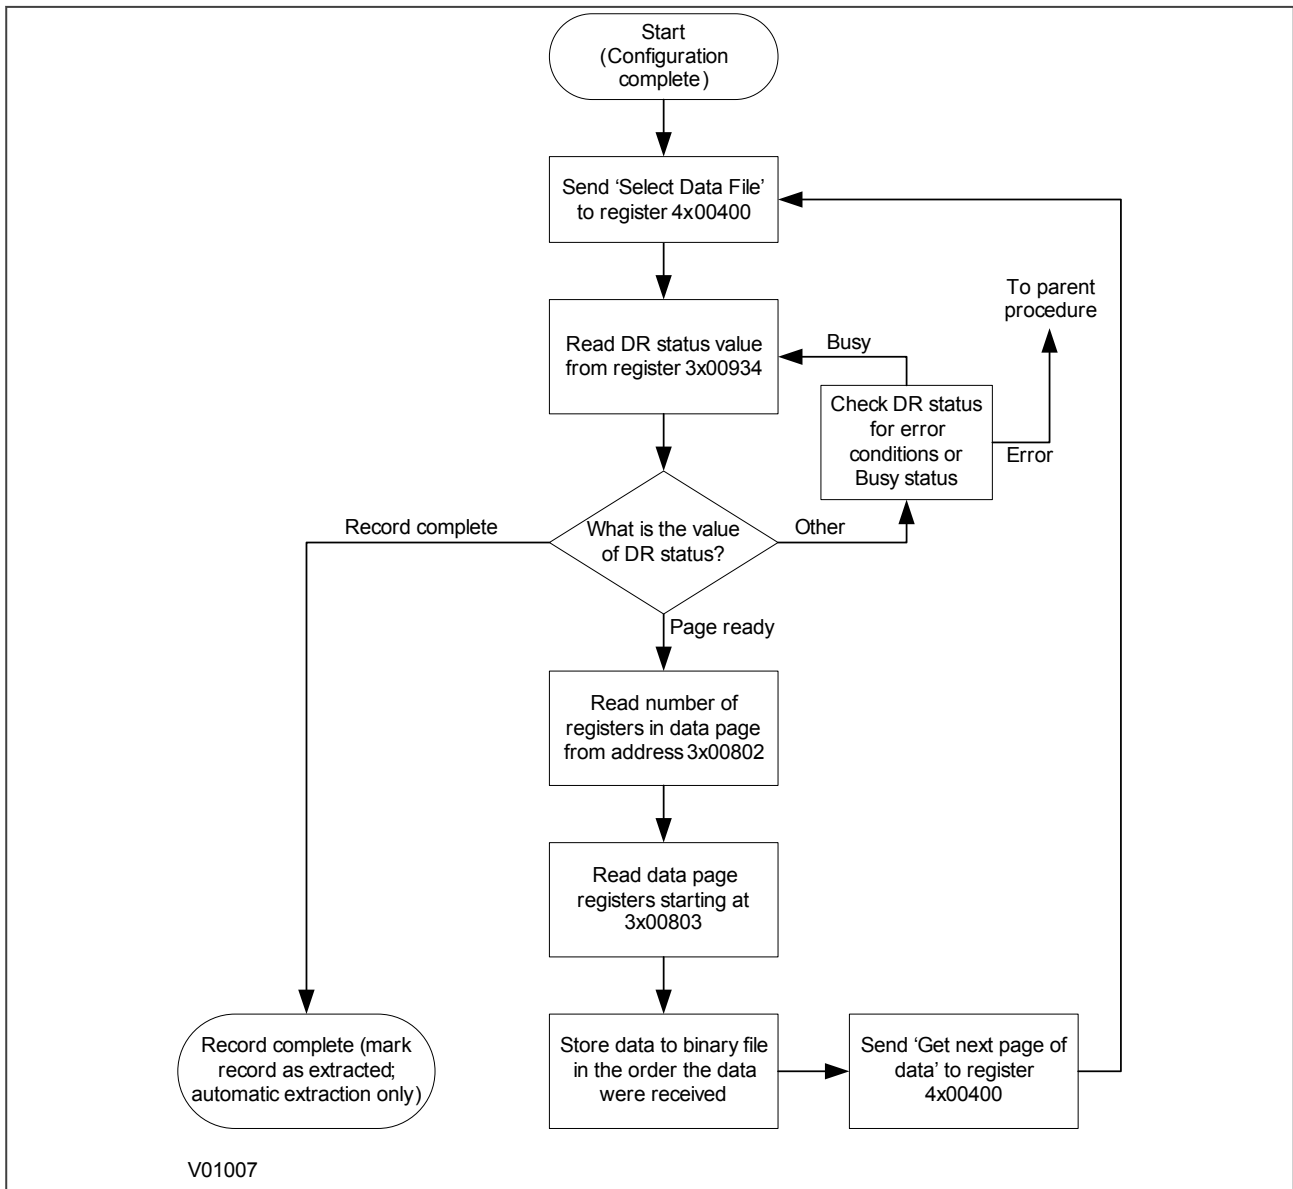 Start
(Configuration
complete)
Send ‘Select Data File’
to register 4x00400
To parent
procedure
Read DR status value
from register 3x00934
Busy
Check DR status
for error
conditions or
Busy status
Error
Record complete
What is the value
of DR status?
Other
Page ready
Read number of
registers in data page
from address 3x00802
Read data page
registers starting at
3x00803
Record complete (mark
record as extracted;
automatic extraction only)
Store data to binary file
in the order the data
were received
Send ‘Get next page of
data’ to register
4x00400
V01007